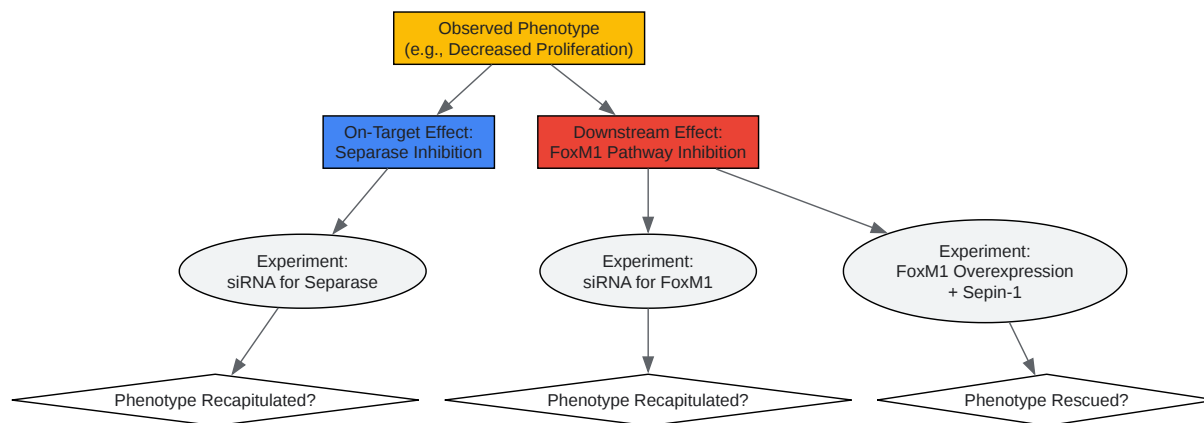 Observed Phenotype
(e.g., Decreased Proliferation)
On-Target Effect:
Separase Inhibition
Downstream Effect:
FoxM1 Pathway Inhibition
Experiment:
siRNA for Separase
Experiment:
siRNA for FoxM1
Experiment:
FoxM1 Overexpression
+ Sepin-1
Phenotype Recapitulated?
Phenotype Recapitulated?
Phenotype Rescued?